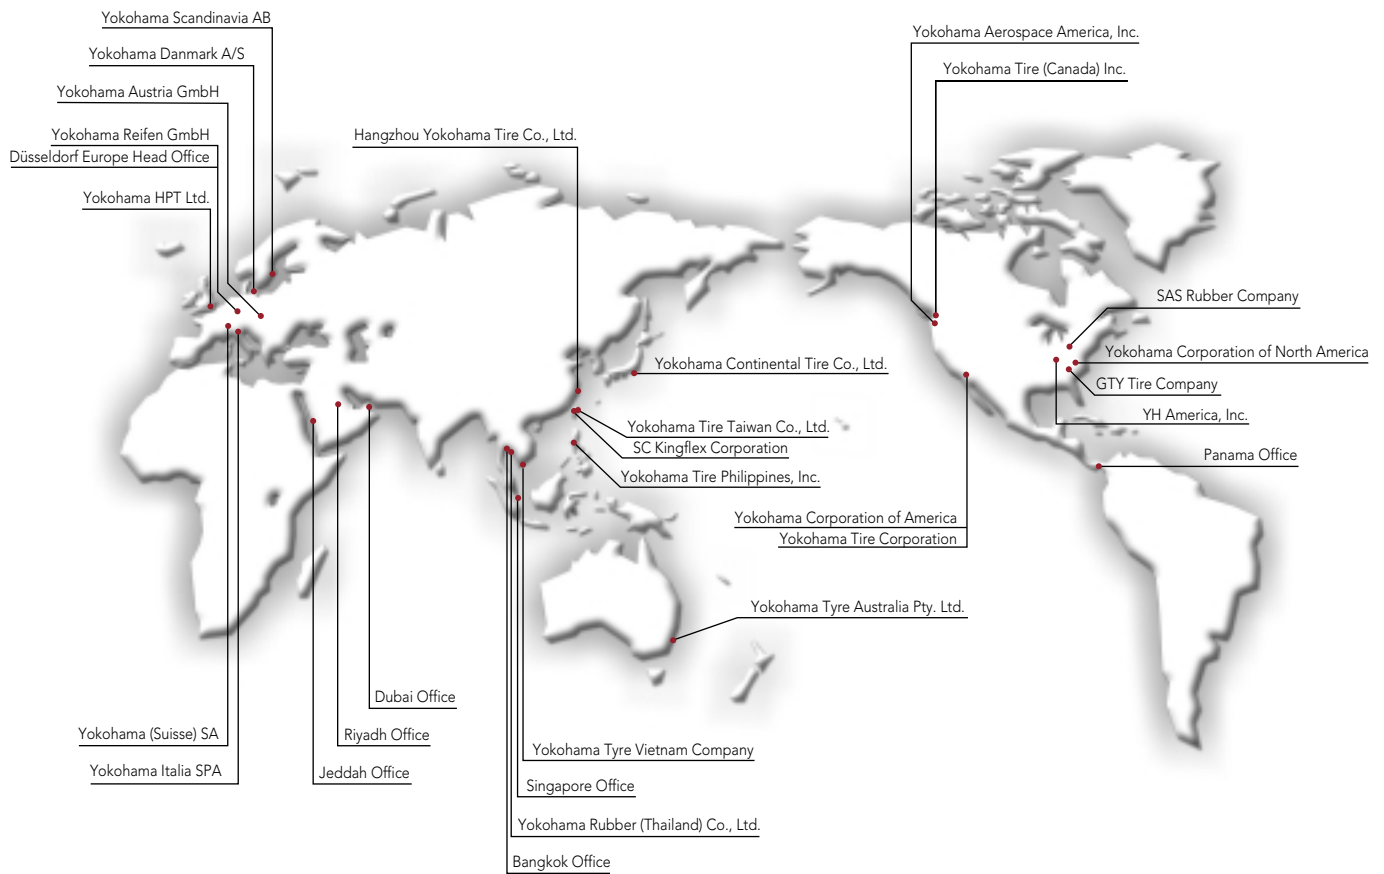 Yokohama Scandinavia AB
Yokohama Danmark A/S
Yokohama Austria GmbH
Yokohama Reifen GmbH
Düsseldorf Europe Head Office
Yokohama HPT Ltd.
Hangzhou Yokohama Tire Co., Ltd.
Yokohama Aerospace America, Inc.
Yokohama Tire (Canada) Inc.
SAS Rubber Company
Yokohama Corporation of North America
GTY Tire Company
YH America, Inc.
Panama Office
Yokohama Continental Tire Co., Ltd.
Yokohama Tire Taiwan Co., Ltd.
SC Kingflex Corporation
Yokohama Tire Philippines, Inc.
Yokohama Corporation of America
Yokohama Tire Corporation
Yokohama Tyre Australia Pty. Ltd.
Dubai Office
Riyadh Office
Jeddah Office
Yokohama (Suisse) SA
Yokohama Italia SPA
Yokohama Tyre Vietnam Company
Singapore Office
Yokohama Rubber (Thailand) Co., Ltd.
Bangkok Office